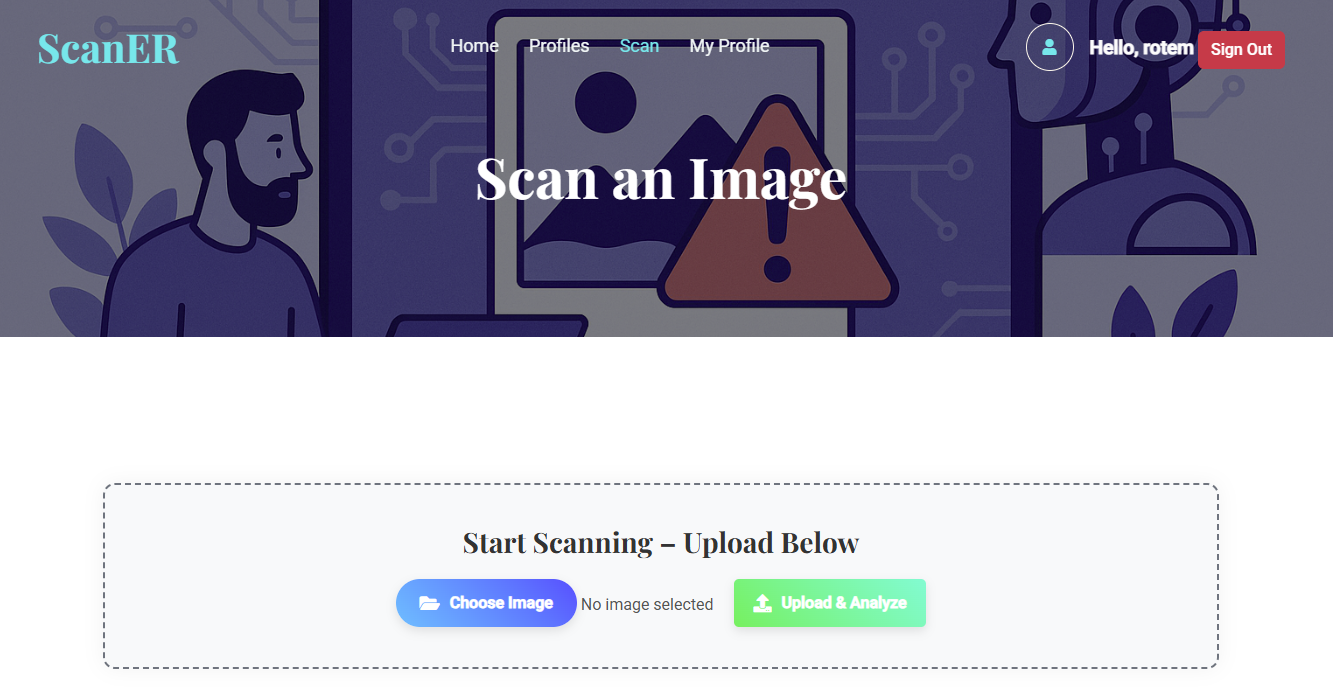 ScanER
Home Profiles Scan My Profile
Hello, rotem Sign Out
Scan an Image
Start Scanning – Upload Below
Choose Image No image selected Upload & Analyze